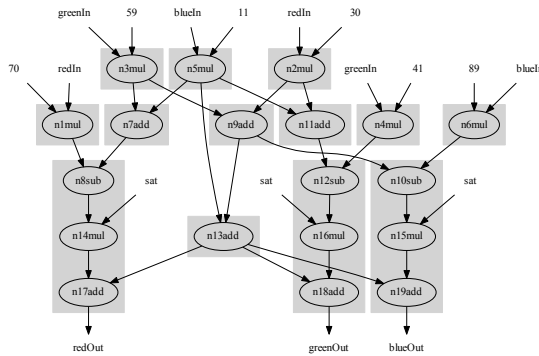 greenIn 59 blueIn 11 redIn 30
70 redIn n3mul n5mul n2mul greenIn 41 89
n1mul n7add n9add n11add n4mul n6mul
n8sub sat sat n12sub n10sub sat
n14mul n13add n16mul n15mul
n17add n18add n19add
redOut greenOut blueOut